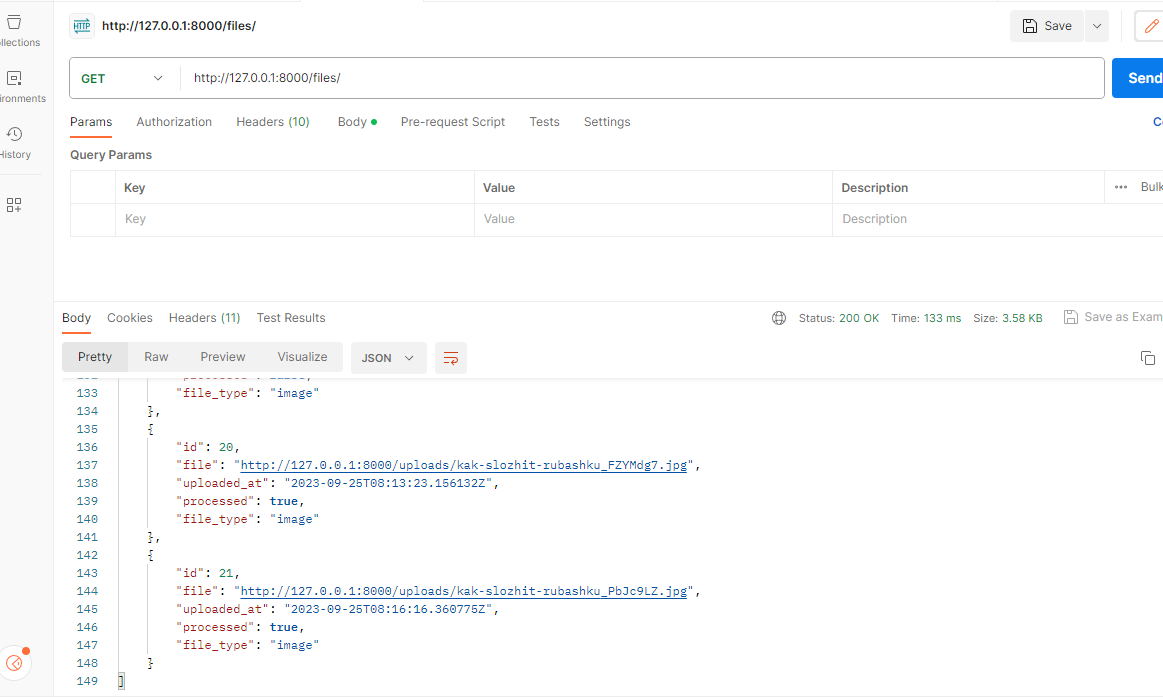 HTTP http://127.0.0.1:8000/files/ Save
llections
GET http://127.0.0.1:8000/files/ Send
ironments
Params Authorization Headers (10) Body Pre-request Script Tests Settings Co
History
Query Params
Key Value Description ••• Bulk
Key Value Description
Body Cookies Headers (11) Test Results Status: 200 OK Time: 133 ms Size: 3.58 KB Save as Exam
Pretty Raw Preview Visualize JSON
133 "file_type": "image"
134 },
135 {
136 "id": 20,
137 "file": "http://127.0.0.1:8000/uploads/kak-slozhit-rubashku_FZYMdg7.jpg",
138 "uploaded_at": "2023-09-25T08:13:23.156132Z",
139 "processed": true,
140 "file_type": "image"
141 },
142 {
143 "id": 21,
144 "file": "http://127.0.0.1:8000/uploads/kak-slozhit-rubashku_PbJc9LZ.jpg",
145 "uploaded_at": "2023-09-25T08:16:16.360775Z",
146 "processed": true,
147 "file_type": "image"
148 }
149 ]